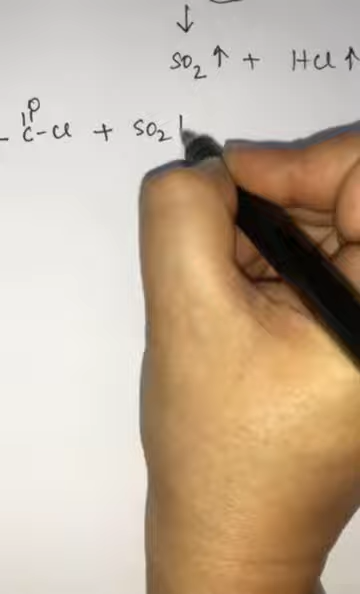 ↓
SO₂ ↑ + HCl ↑
O
||
– C – Cl + SO₂ |